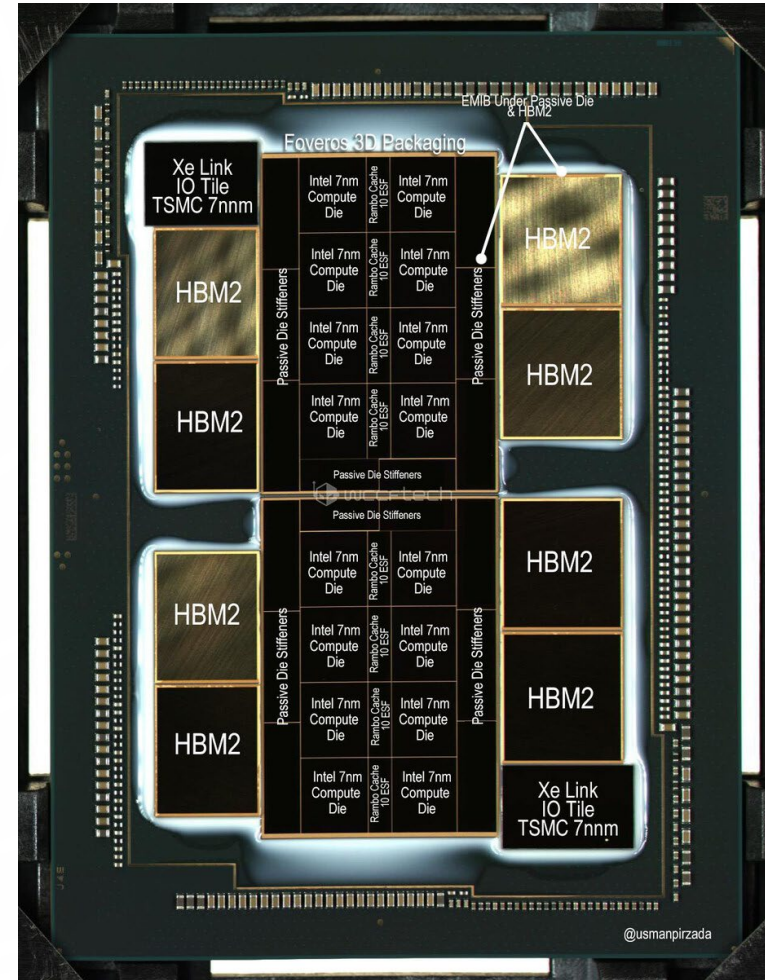 EMIB Under Passive Die
& HBM2
Foveros 3D Packaging
Xe Link
IO Tile
TSMC 7nnm
HBM2
HBM2
Passive Die Stiffeners
Intel 7nm
Compute
Die
Rambo Cache
10 ESF
Intel 7nm
Compute
Die
Intel 7nm
Compute
Die
Rambo Cache
10 ESF
Intel 7nm
Compute
Die
Intel 7nm
Compute
Die
Rambo Cache
10 ESF
Intel 7nm
Compute
Die
Intel 7nm
Compute
Die
Rambo Cache
10 ESF
Intel 7nm
Compute
Die
Passive Die Stiffeners
HBM2
HBM2
Passive Die Stiffeners
wccftech
Passive Die Stiffeners
HBM2
HBM2
Passive Die Stiffeners
Intel 7nm
Compute
Die
Rambo Cache
10 ESF
Intel 7nm
Compute
Die
Intel 7nm
Compute
Die
Rambo Cache
10 ESF
Intel 7nm
Compute
Die
Intel 7nm
Compute
Die
Rambo Cache
10 ESF
Intel 7nm
Compute
Die
Intel 7nm
Compute
Die
Rambo Cache
10 ESF
Intel 7nm
Compute
Die
Passive Die Stiffeners
HBM2
HBM2
Xe Link
IO Tile
TSMC 7nnm
@usmanpirzada